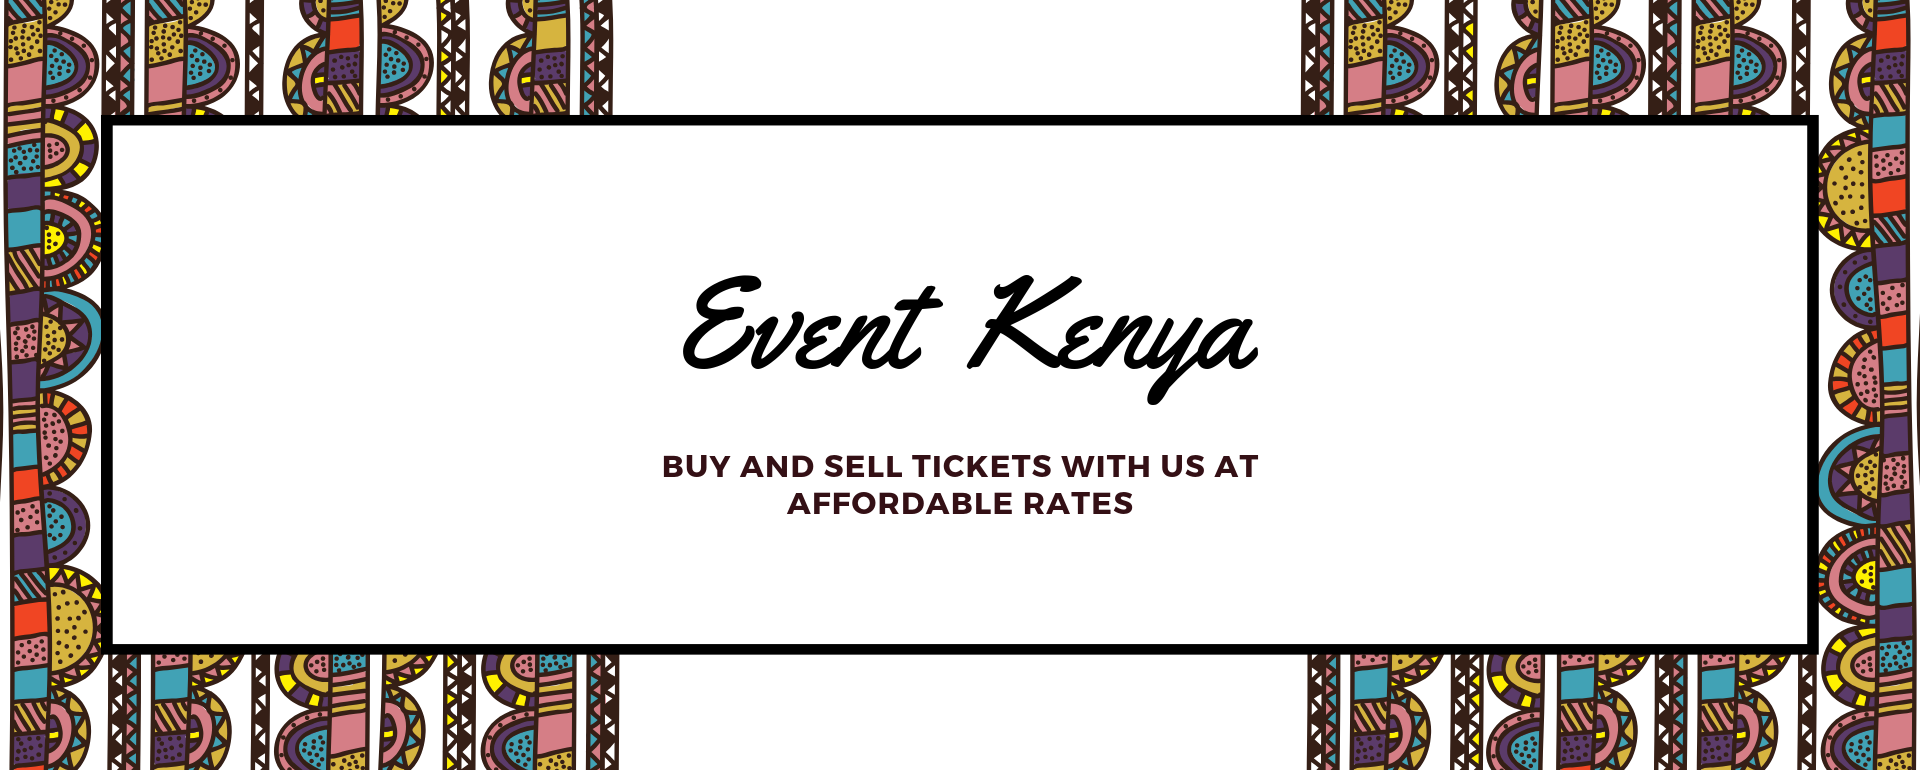 Event Kenya
BUY AND SELL TICKETS WITH US AT
AFFORDABLE RATES